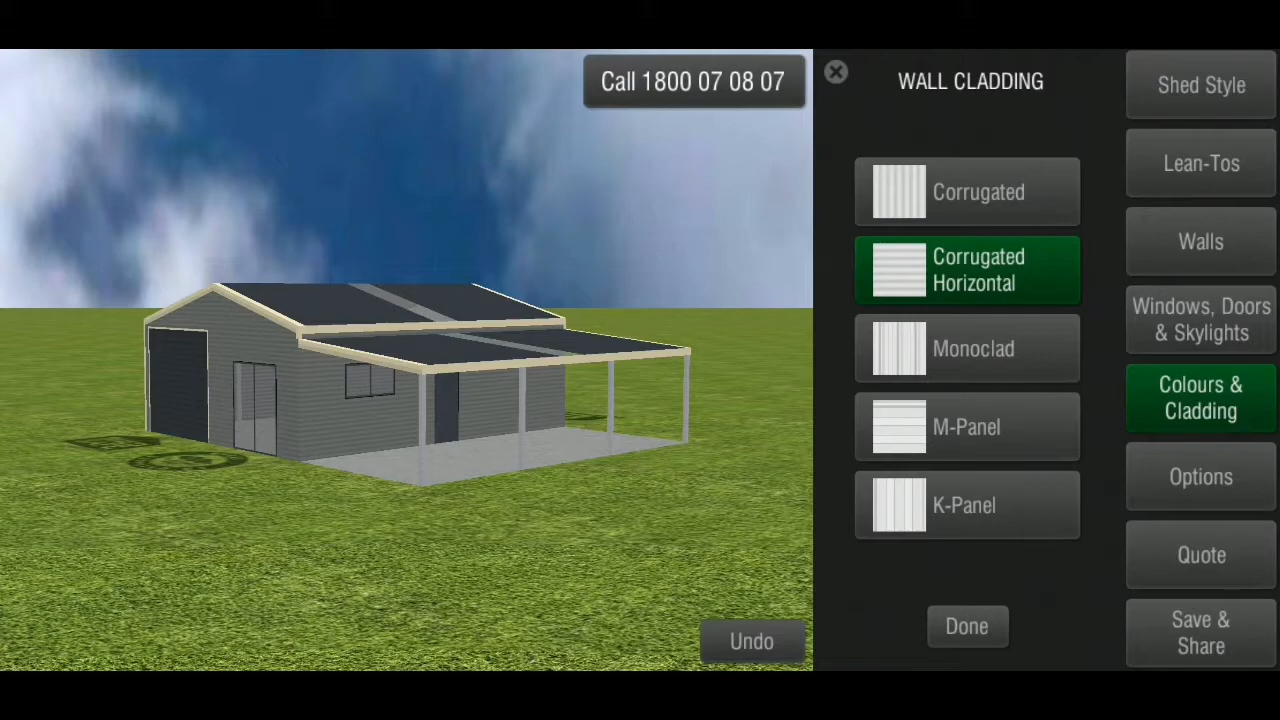 Call 1800 07 08 07
WALL CLADDING
Corrugated
Corrugated
Horizontal
Monoclad
M-Panel
K-Panel
Done
Undo
Shed Style
Lean-Tos
Walls
Windows, Doors
& Skylights
Colours &
Cladding
Options
Quote
Save &
Share